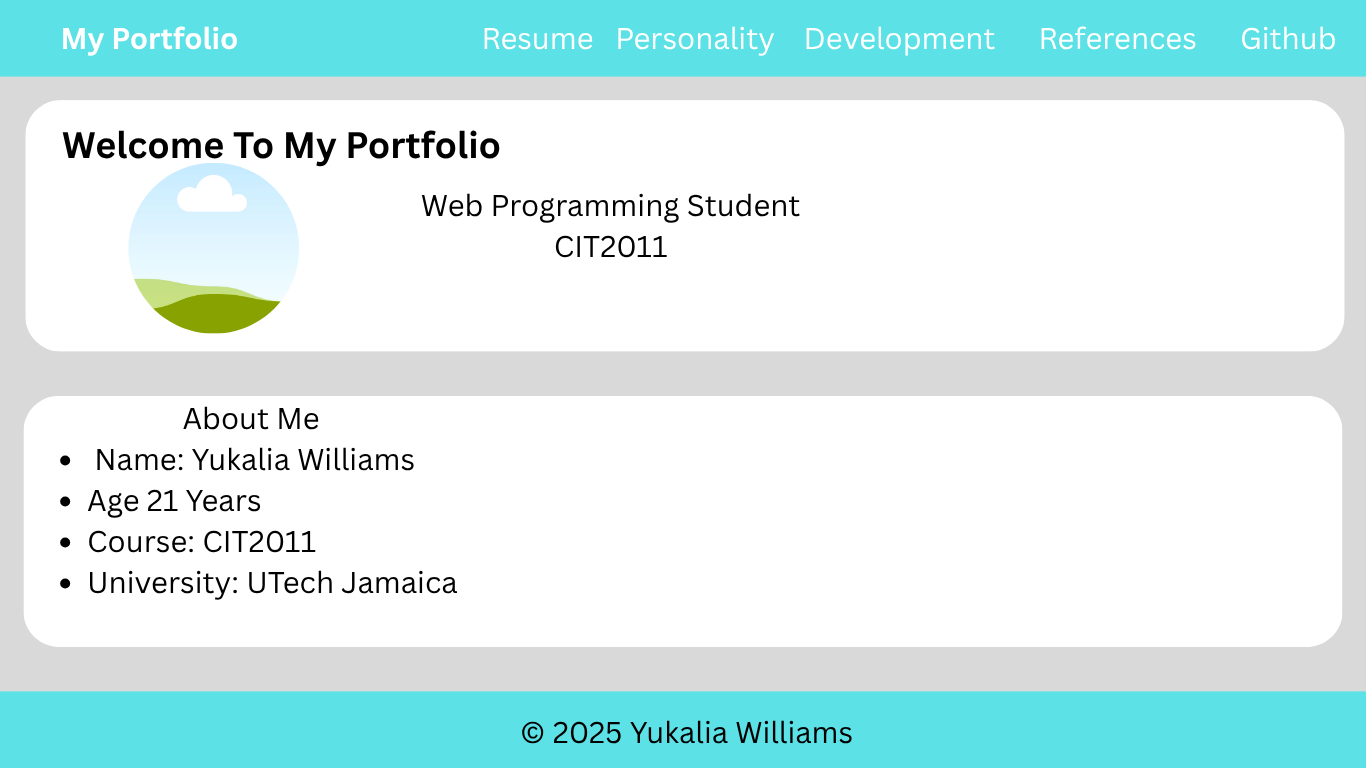 My Portfolio Resume Personality Development References Github
Welcome To My Portfolio
Web Programming Student
CIT2011
About Me
• Name: Yukalia Williams
• Age 21 Years
• Course: CIT2011
• University: UTech Jamaica
© 2025 Yukalia Williams